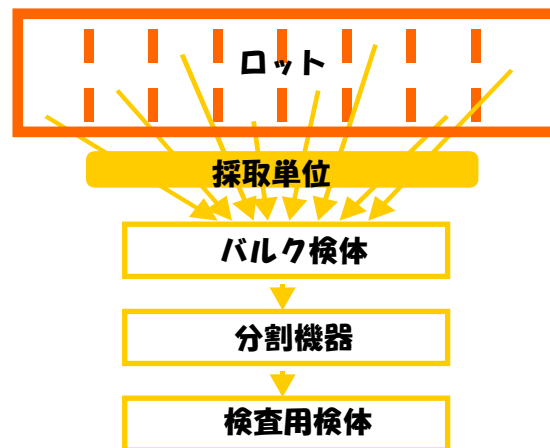 ロット
採取単位
バルク検体
分割機器
検査用検体